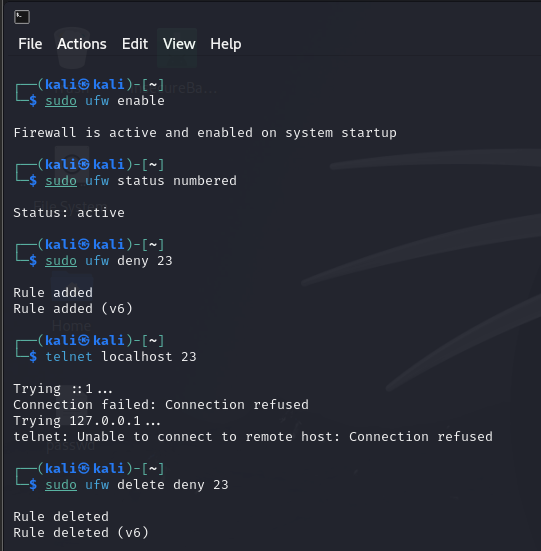 File Actions Edit View Help
┌──(kali㉿kali)-[~]
└─$ sudo ufw enable
Firewall is active and enabled on system startup
┌──(kali㉿kali)-[~]
└─$ sudo ufw status numbered
Status: active
┌──(kali㉿kali)-[~]
└─$ sudo ufw deny 23
Rule added
Rule added (v6)
┌──(kali㉿kali)-[~]
└─$ telnet localhost 23
Trying ::1...
Connection failed: Connection refused
Trying 127.0.0.1...
telnet: Unable to connect to remote host: Connection refused
┌──(kali㉿kali)-[~]
└─$ sudo ufw delete deny 23
Rule deleted
Rule deleted (v6)